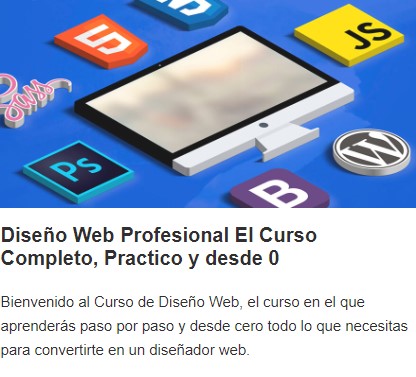 5
JS
Sass
Ps
W
B
Diseño Web Profesional El Curso
Completo, Practico y desde 0
Bienvenido al Curso de Diseño Web, el curso en el que
aprenderás paso por paso y desde cero todo lo que necesitas
para convertirte en un diseñador web.